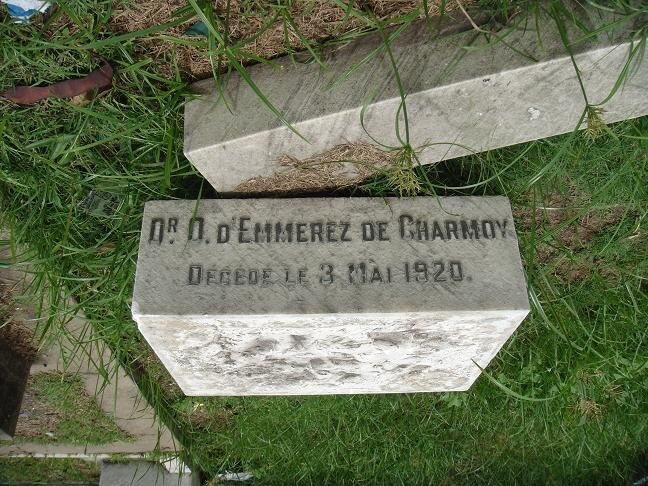 DR. D. D'EMMEREZ DE CHARMOY
DECEDE LE 3 MAI 1920.